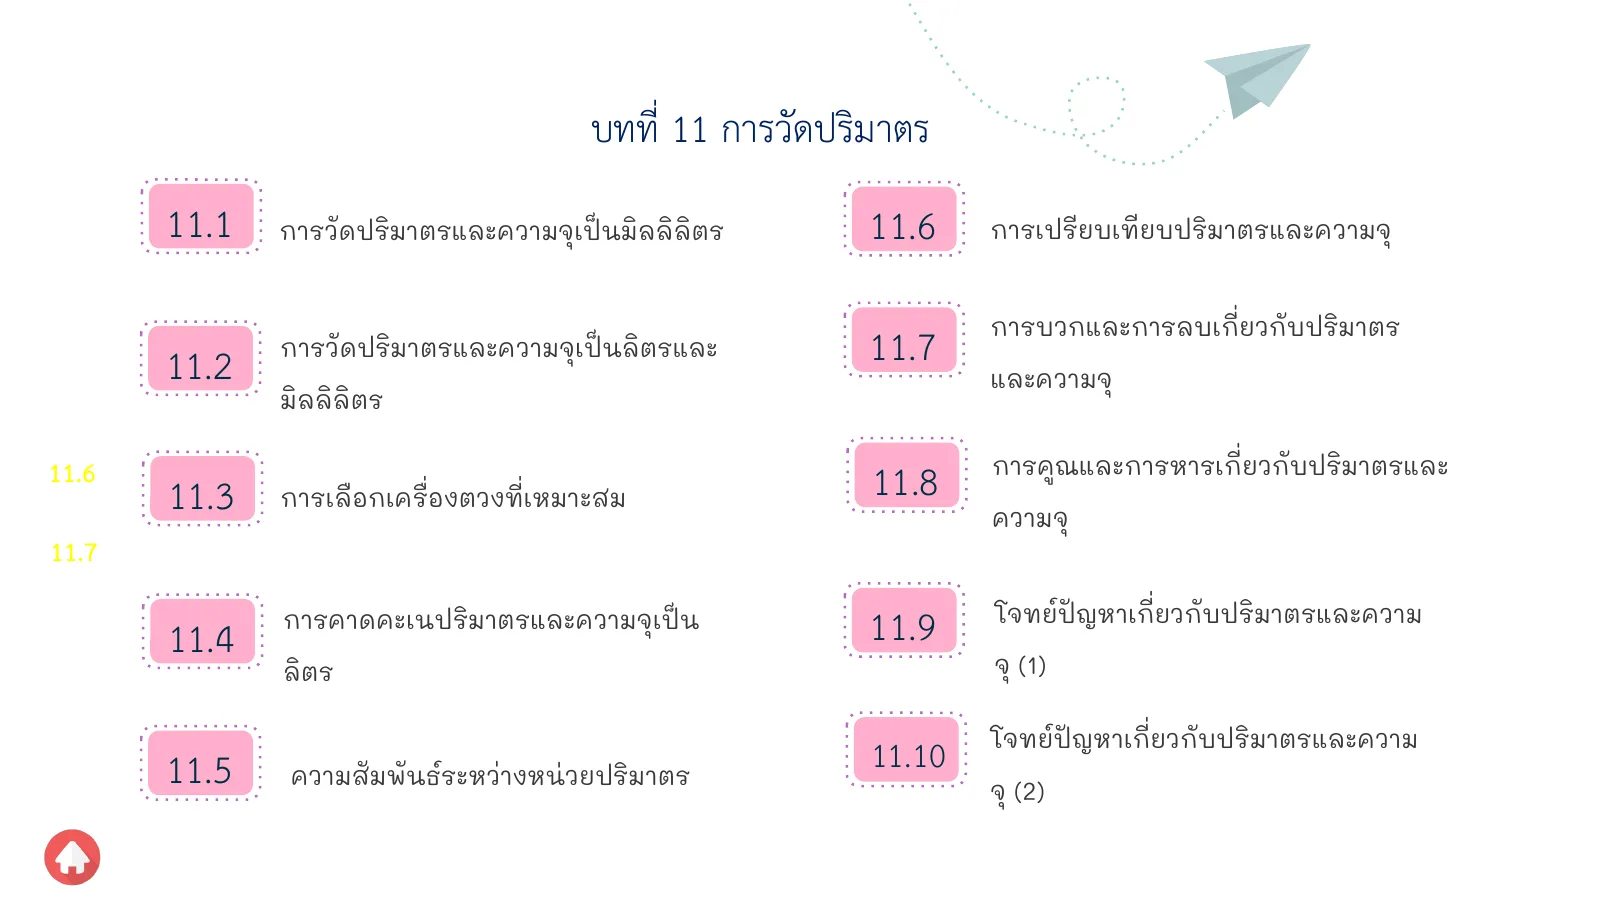 บทที่ 11 การวัดปริมาตร
11.1
การวัดปริมาตรและความจุเป็นมิลลิลิตร
11.2
การวัดปริมาตรและความจุเป็นลิตรและ
มิลลิลิตร
11.6
11.3
การเลือกเครื่องตวงที่เหมาะสม
11.7
11.4
การคาดคะเนปริมาตรและความจุเป็น
ลิตร
11.5
ความสัมพันธ์ระหว่างหน่วยปริมาตร
11.6
การเปรียบเทียบปริมาตรและความจุ
11.7
การบวกและการลบเกี่ยวกับปริมาตร
และความจุ
11.8
การคูณและการหารเกี่ยวกับปริมาตรและ
ความจุ
11.9
โจทย์ปัญหาเกี่ยวกับปริมาตรและความ
จุ (1)
11.10
โจทย์ปัญหาเกี่ยวกับปริมาตรและความ
จุ (2)